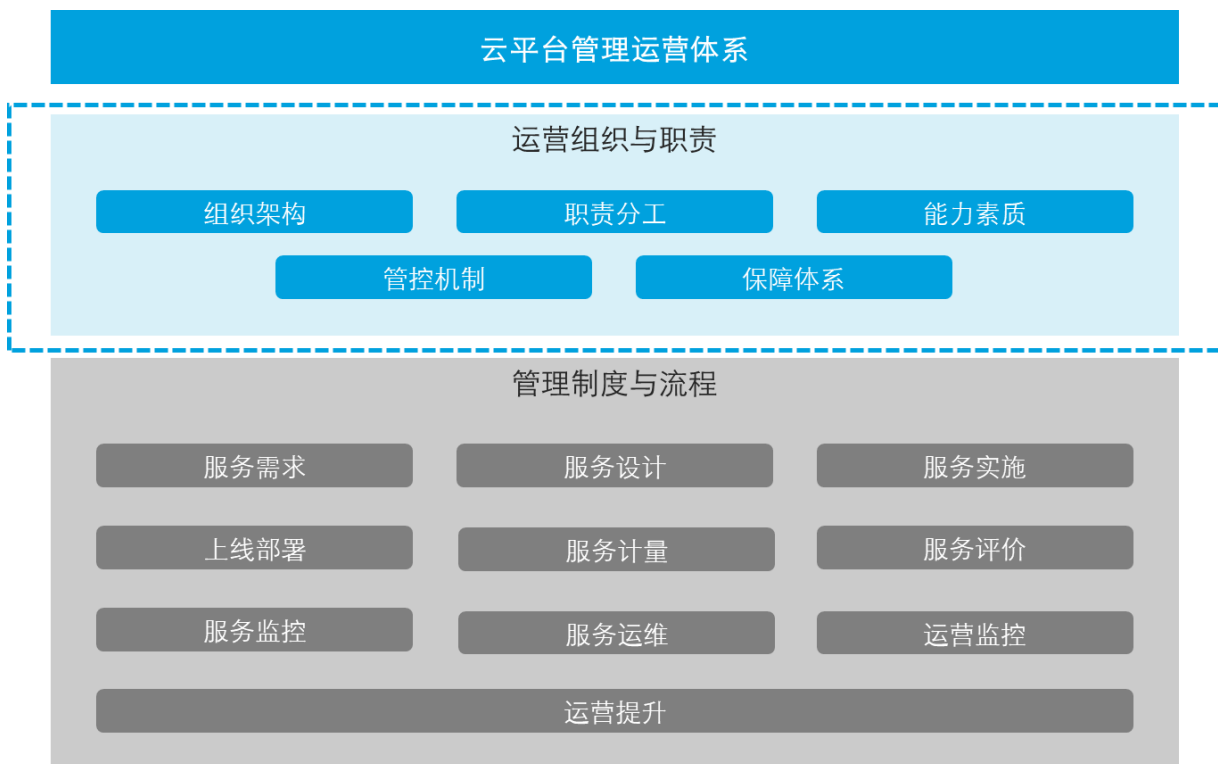 云平台管理运营体系
运营组织与职责
组织架构
职责分工
能力素质
管控机制
保障体系
管理制度与流程
服务需求
服务设计
服务实施
上线部署
服务计量
服务评价
服务监控
服务运维
运营监控
运营提升